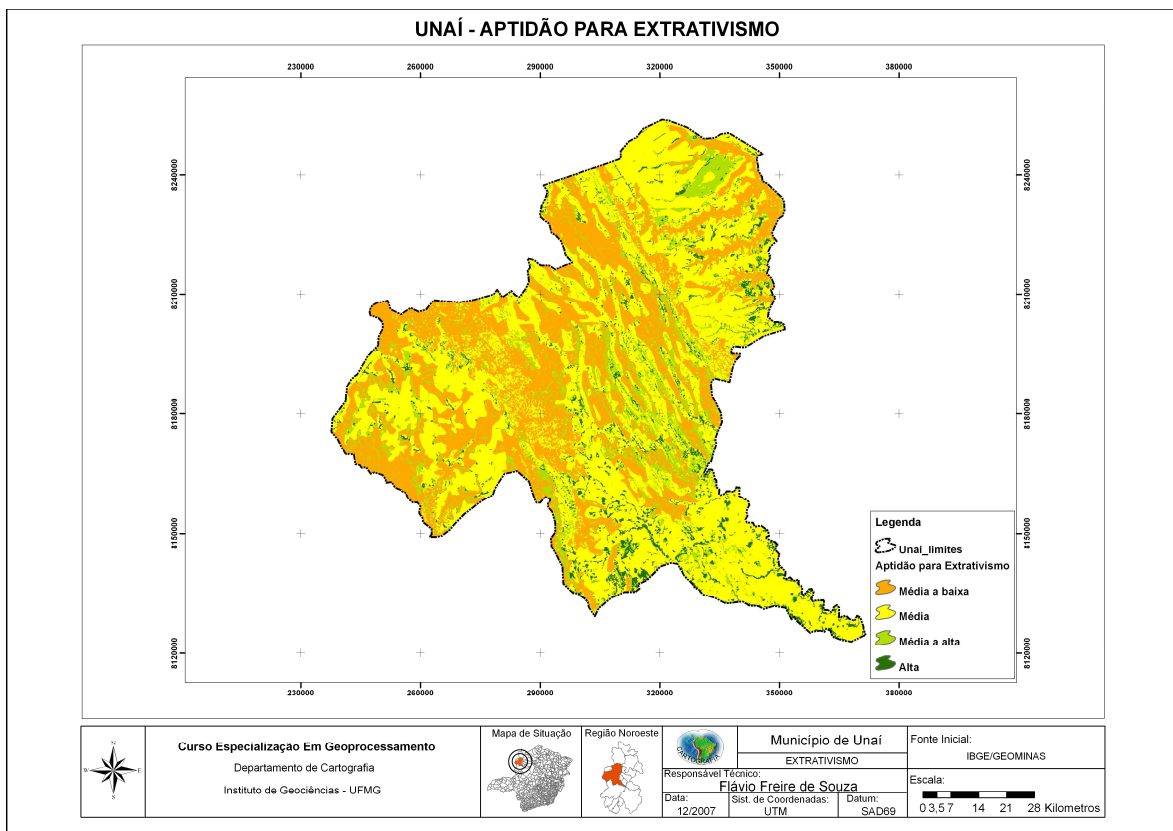 UNAÍ - APTIDÃO PARA EXTRATIVISMO
230000 260000 290000 320000 350000 380000
8240000 8240000
8210000 8210000
8180000 8180000
8150000 8150000
8120000 8120000
230000 260000 290000 320000 350000 380000
Legenda
Unaí_limites
Aptidão para Extrativismo
Média a baixa
Média
Média a alta
Alta
N
W E
S
Curso Especialização Em Geoprocessamento
Departamento de Cartografia
Instituto de Geociências - UFMG
Mapa de Situação
Região Noroeste
CARTOGRAFIA
Município de Unaí
EXTRATIVISMO
Responsável Técnico:
Flávio Freire de Souza
Data:
12/2007
Sist. de Coordenadas:
UTM
Datum:
SAD69
Fonte Inicial:
IBGE/GEOMINAS
Escala:
0 3,5 7 14 21 28 Kilometros